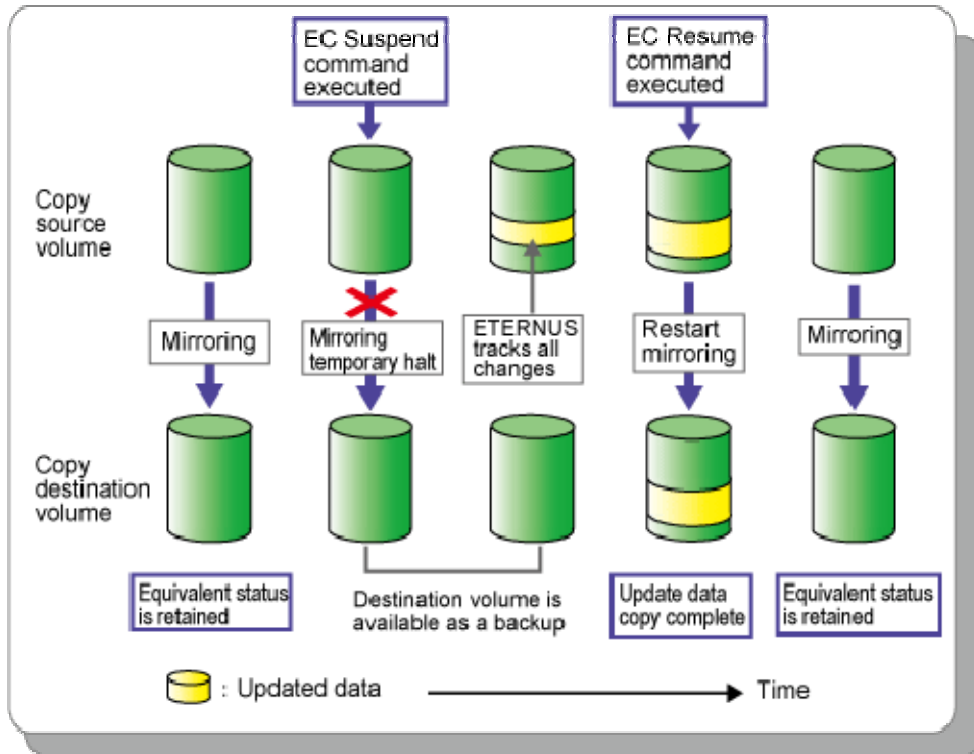 EC Suspend
command
executed
EC Resume
command
executed
Copy
source
volume
Mirroring
Mirroring
temporary halt
ETERNUS
tracks all
changes
Restart
mirroring
Mirroring
Copy
destination
volume
Equivalent status
is retained
Destination volume is
available as a backup
Update data
copy complete
Equivalent status
is retained
: Updated data
Time